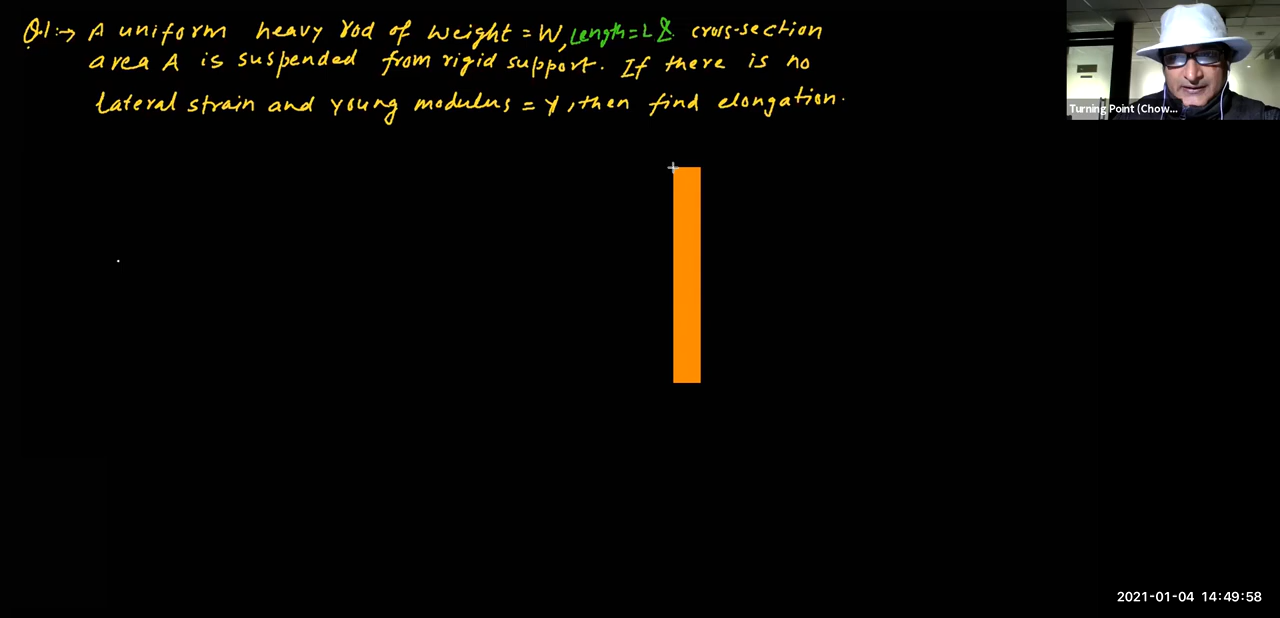 Q.1:→ A uniform heavy rod of weight = W, Length = L & cross-section
area A is suspended from rigid support. If there is no
lateral strain and young modulus = Y, then find elongation.
Turning Point (Chow...
2021-01-04 14:49:58